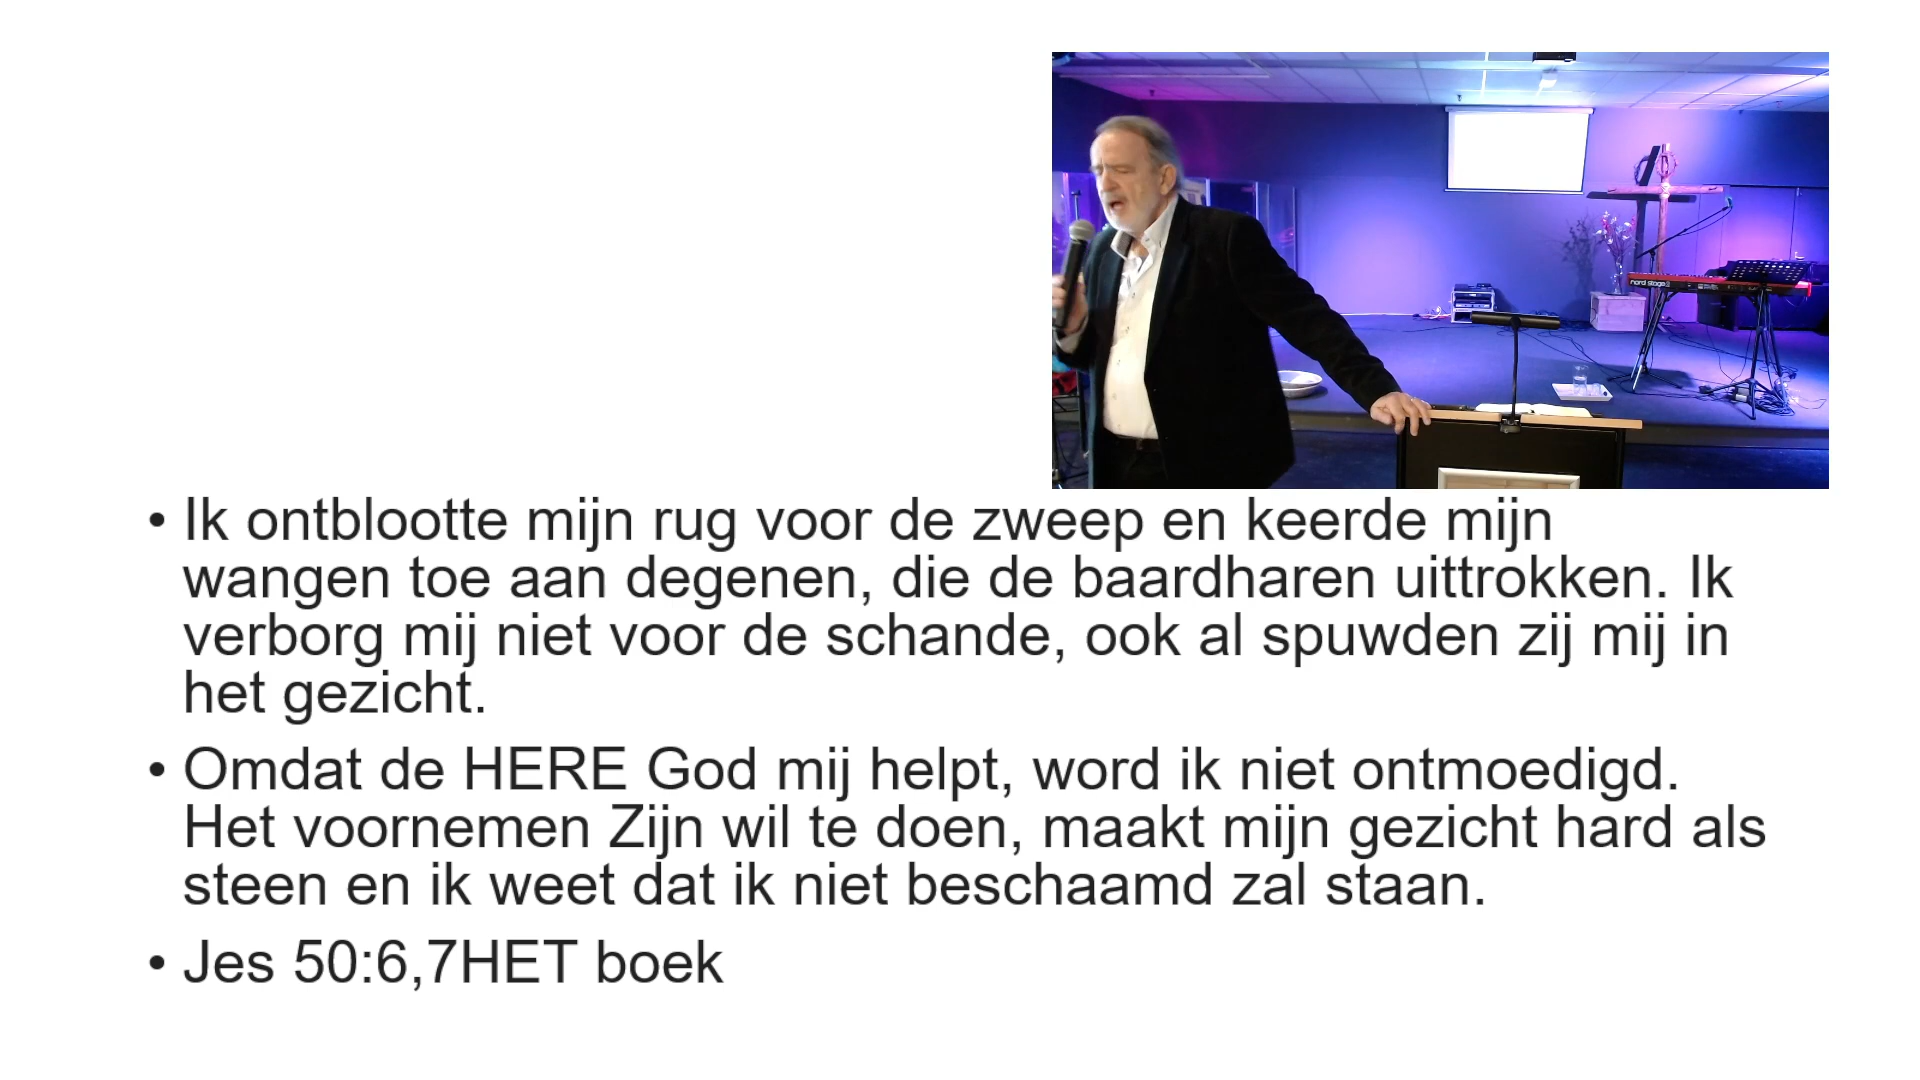 nord stage 3
• Ik ontblootte mijn rug voor de zweep en keerde mijn
wangen toe aan degenen, die de baardharen uittrokken. Ik
verborg mij niet voor de schande, ook al spuwden zij mij in
het gezicht.
• Omdat de HERE God mij helpt, word ik niet ontmoedigd.
Het voornemen Zijn wil te doen, maakt mijn gezicht hard als
steen en ik weet dat ik niet beschaamd zal staan.
• Jes 50:6,7HET boek